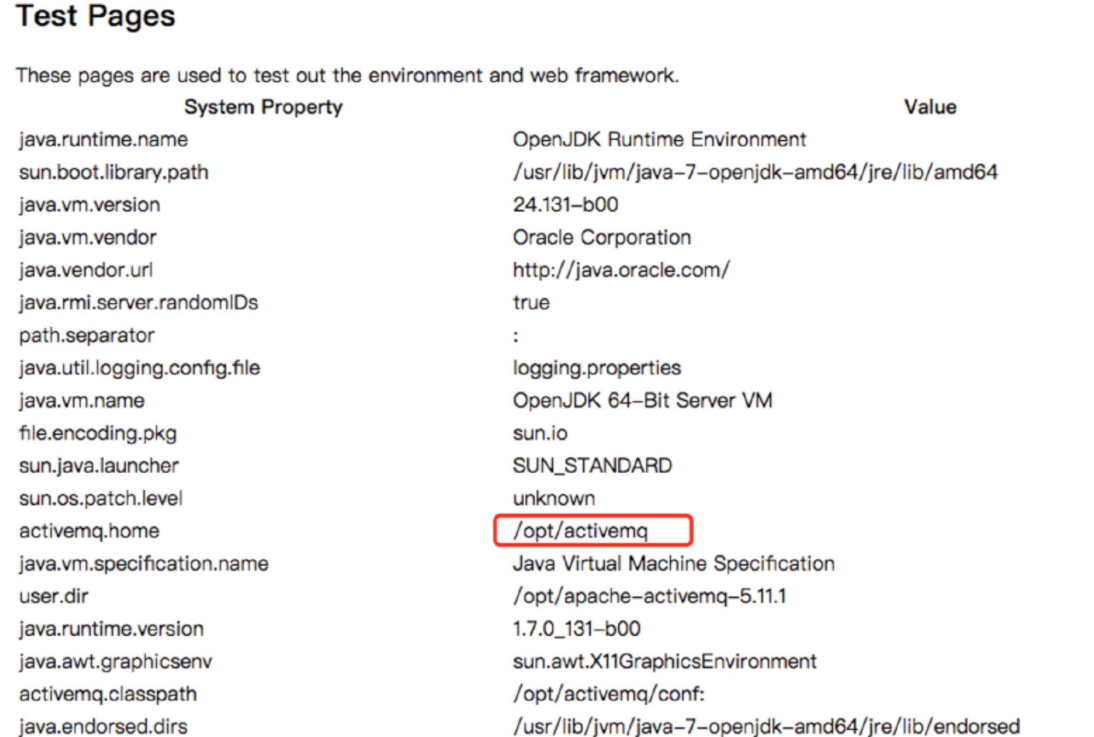 Test Pages
These pages are used to test out the environment and web framework.
System Property Value
java.runtime.name OpenJDK Runtime Environment
sun.boot.library.path /usr/lib/jvm/java-7-openjdk-amd64/jre/lib/amd64
java.vm.version 24.131-b00
java.vm.vendor Oracle Corporation
java.vendor.url http://java.oracle.com/
java.rmi.server.randomIDs true
path.separator :
java.util.logging.config.file logging.properties
java.vm.name OpenJDK 64-Bit Server VM
file.encoding.pkg sun.io
sun.java.launcher SUN_STANDARD
sun.os.patch.level unknown
activemq.home /opt/activemq
java.vm.specification.name Java Virtual Machine Specification
user.dir /opt/apache-activemq-5.11.1
java.runtime.version 1.7.0_131-b00
java.awt.graphicsenv sun.awt.X11GraphicsEnvironment
activemq.classpath /opt/activemq/conf:
java.endorsed.dirs /usr/lib/jvm/java-7-openjdk-amd64/jre/lib/endorsed